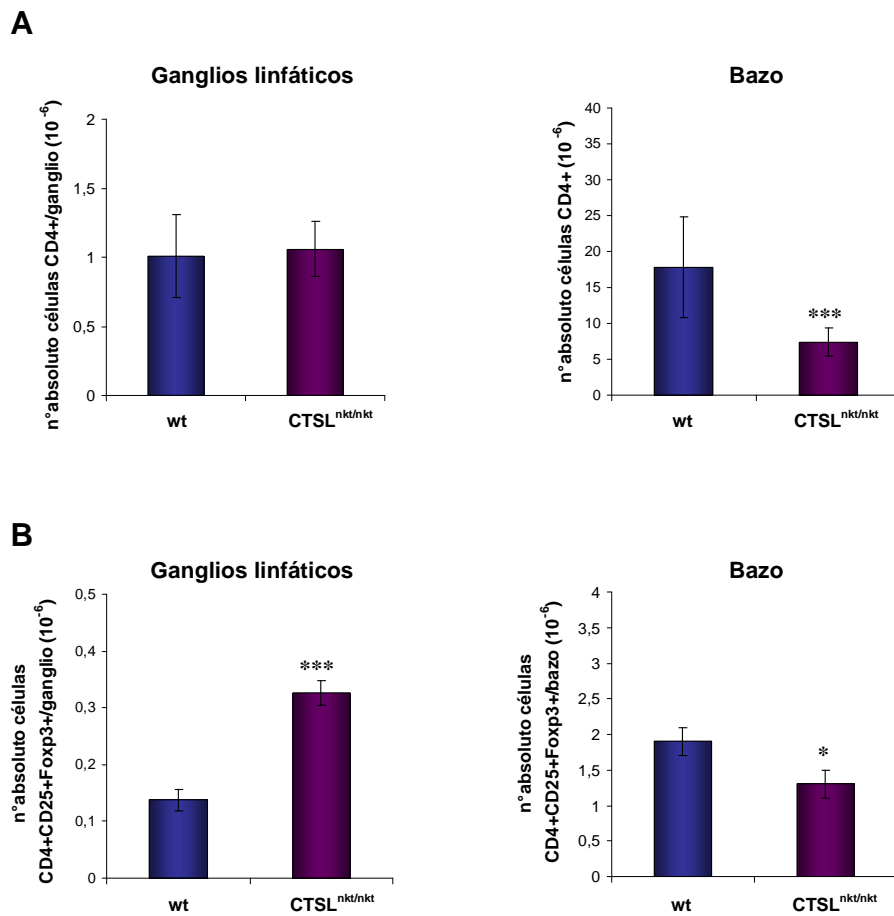 A
Ganglios linfáticos
n°absoluto células CD4+/ganglio (10-6)
2
1,5
1
0,5
0
wt
CTSLnkt/nkt
Bazo
n°absoluto células CD4+ (10-6)
40
35
30
25
20
15
10
5
0
***
wt
CTSLnkt/nkt
B
Ganglios linfáticos
n°absoluto células
CD4+CD25+Foxp3+/ganglio (10-6)
0,5
0,4
0,3
0,2
0,1
0
***
wt
CTSLnkt/nkt
Bazo
n°absoluto células
CD4+CD25+Foxp3+/bazo (10-6)
4
3,5
3
2,5
2
1,5
1
0,5
0
*
wt
CTSLnkt/nkt